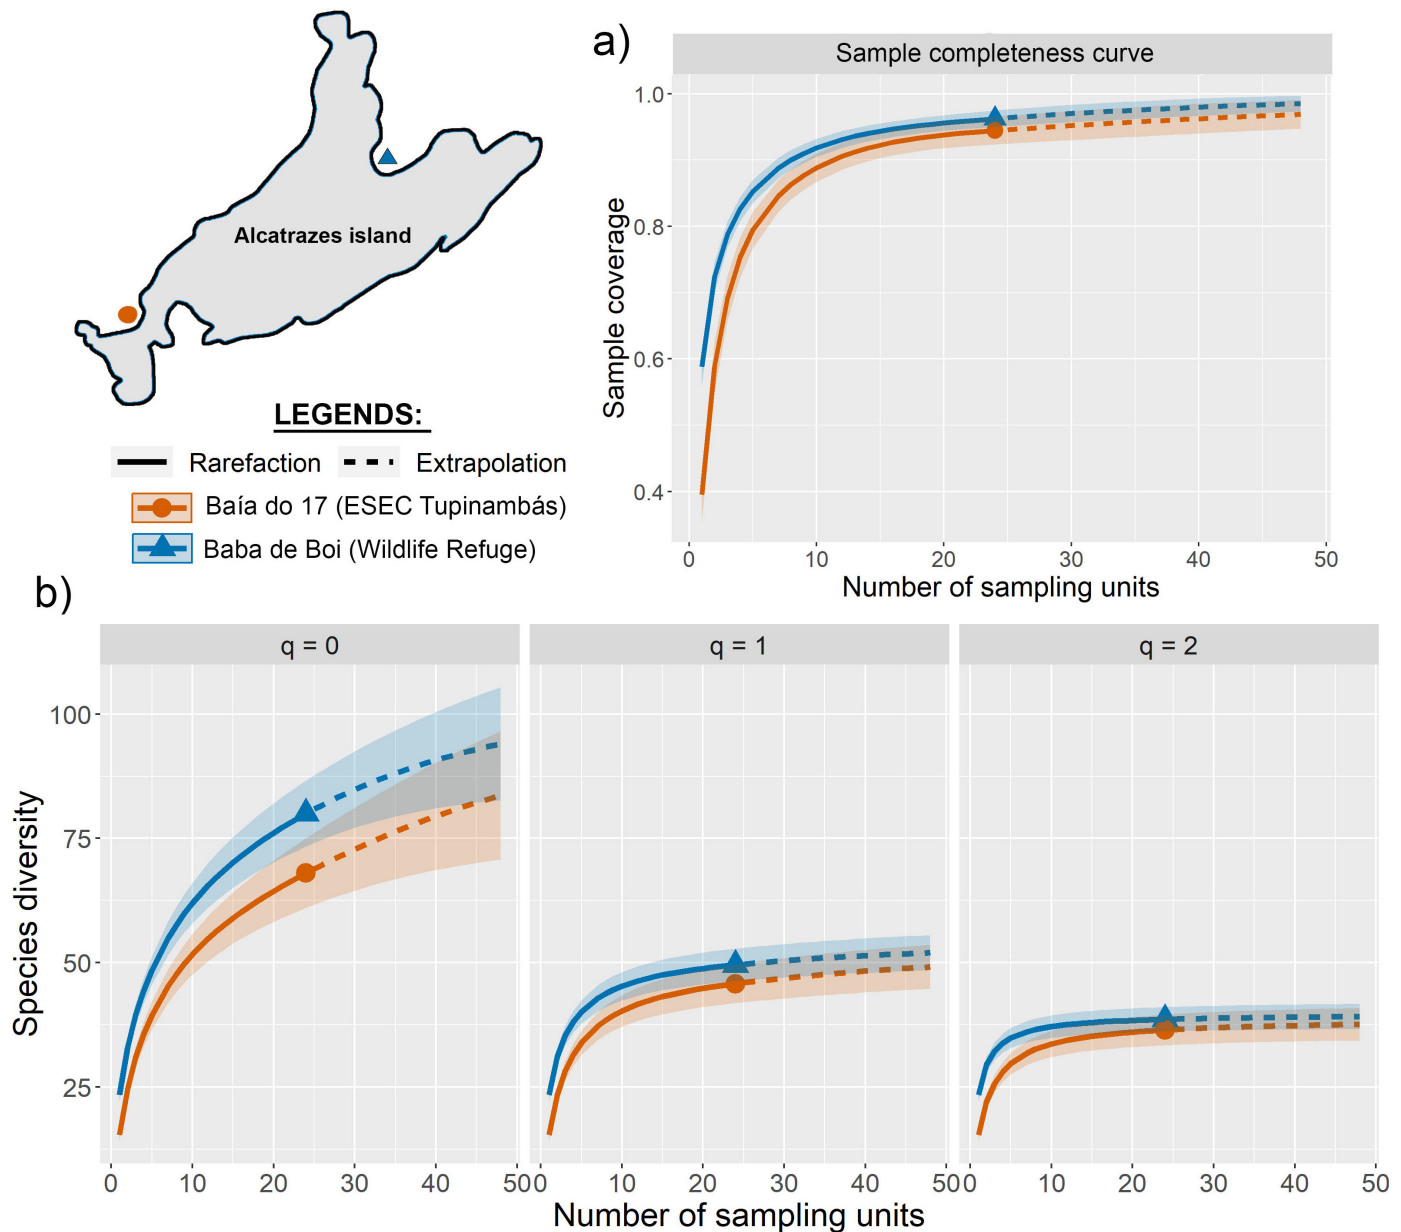 a)
Sample completeness curve
Alcatrazes island
LEGENDS:
Rarefaction
Extrapolation
Baía do 17 (ESEC Tupinambás)
Baba de Boi (Wildlife Refuge)
Sample coverage
1.0
0.8
0.6
0.4
0 10 20 30 40 50
Number of sampling units
b)
q = 0
q = 1
q = 2
Species diversity
100
75
50
25
0 10 20 30 40 50
0 10 20 30 40 50
0 10 20 30 40 50
Number of sampling units